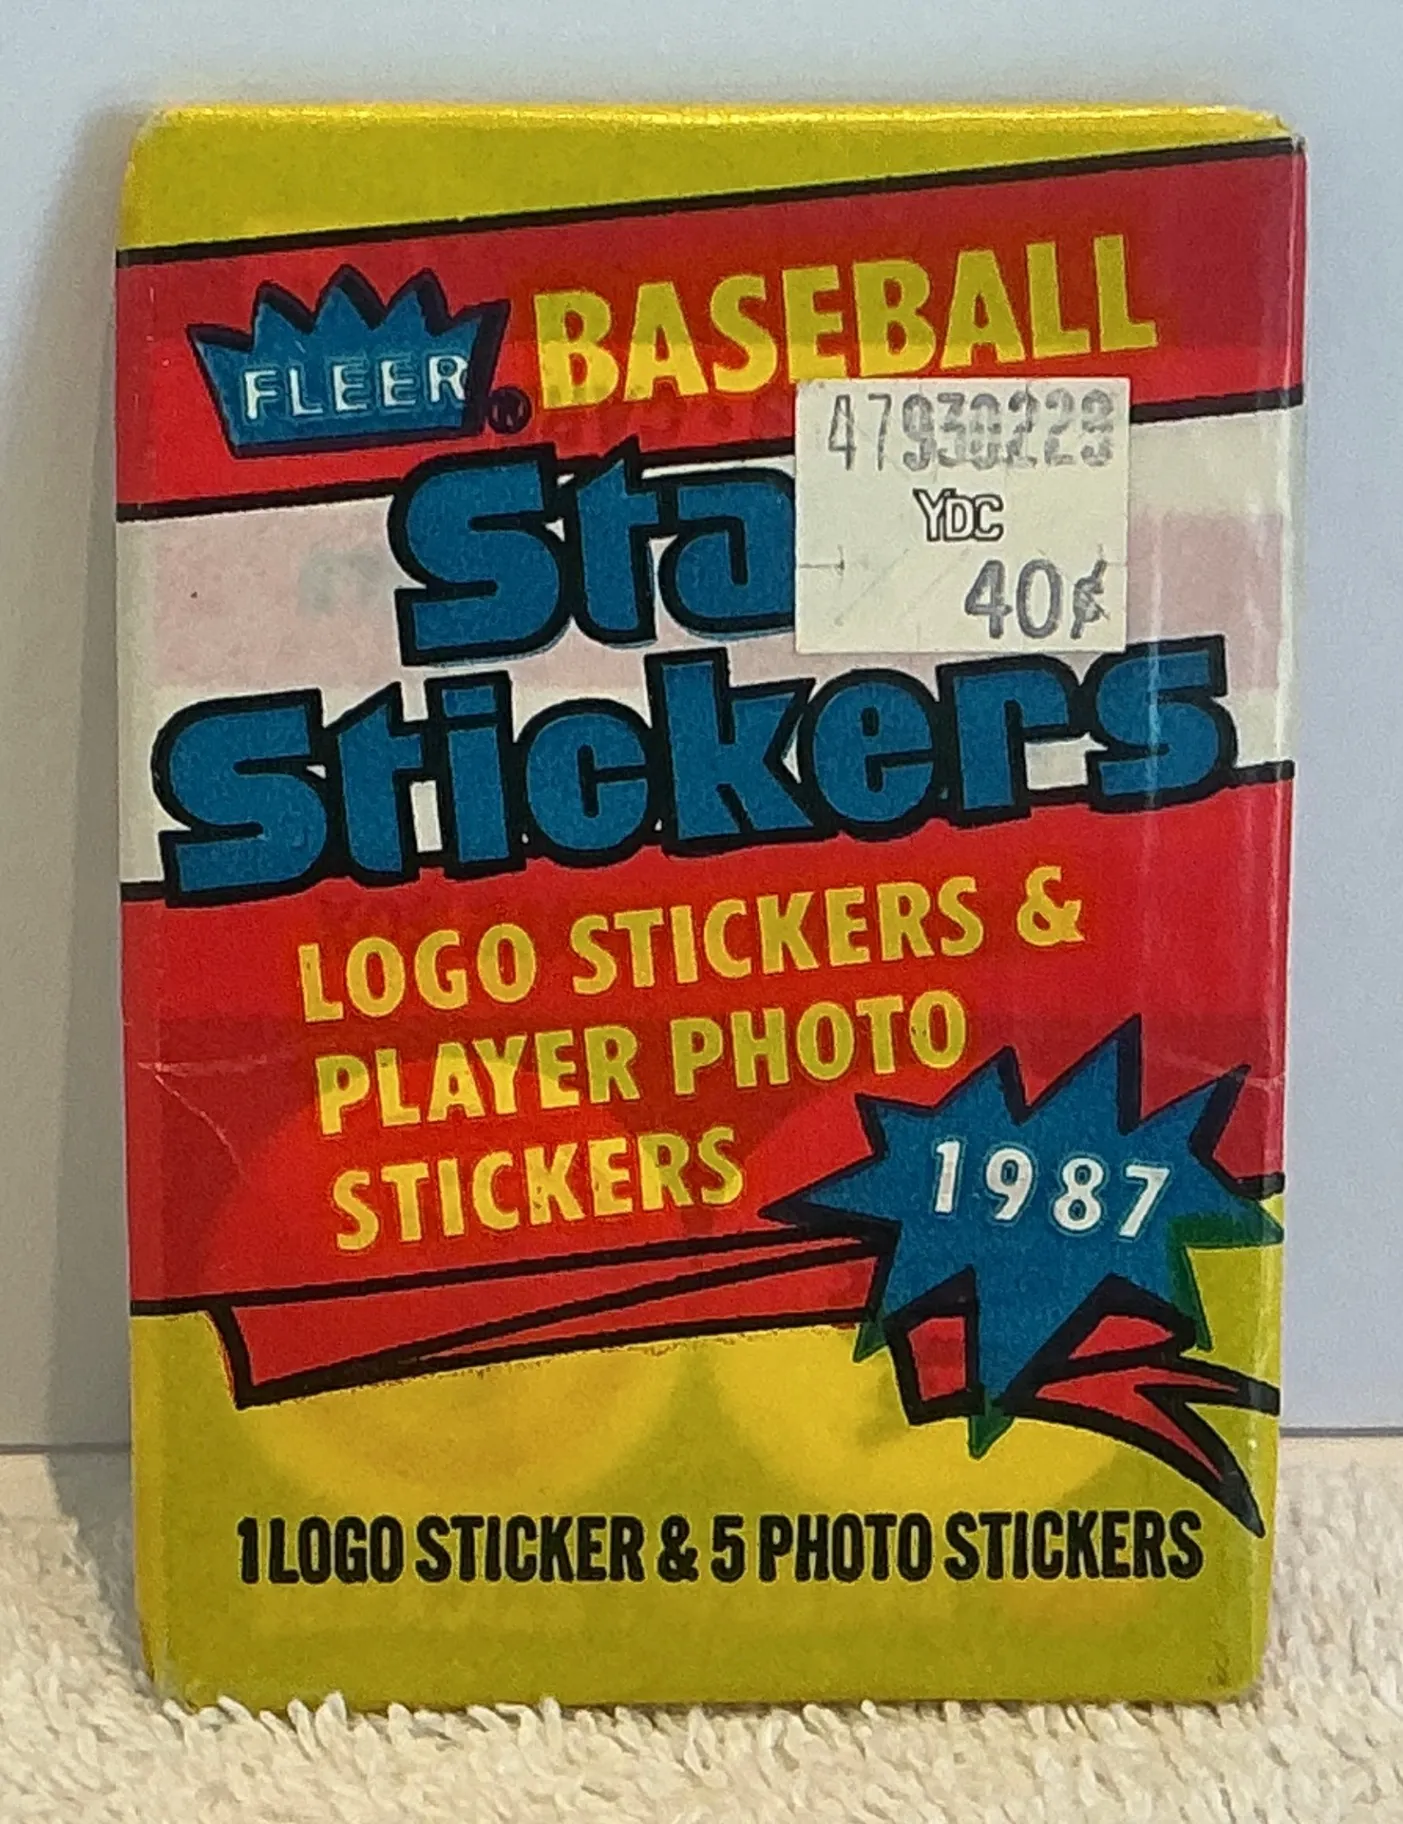 FLEER®
BASEBALL
47930223
YDC
40¢
Sta
Stickers
LOGO STICKERS &
PLAYER PHOTO
STICKERS
1987
1 LOGO STICKER & 5 PHOTO STICKERS